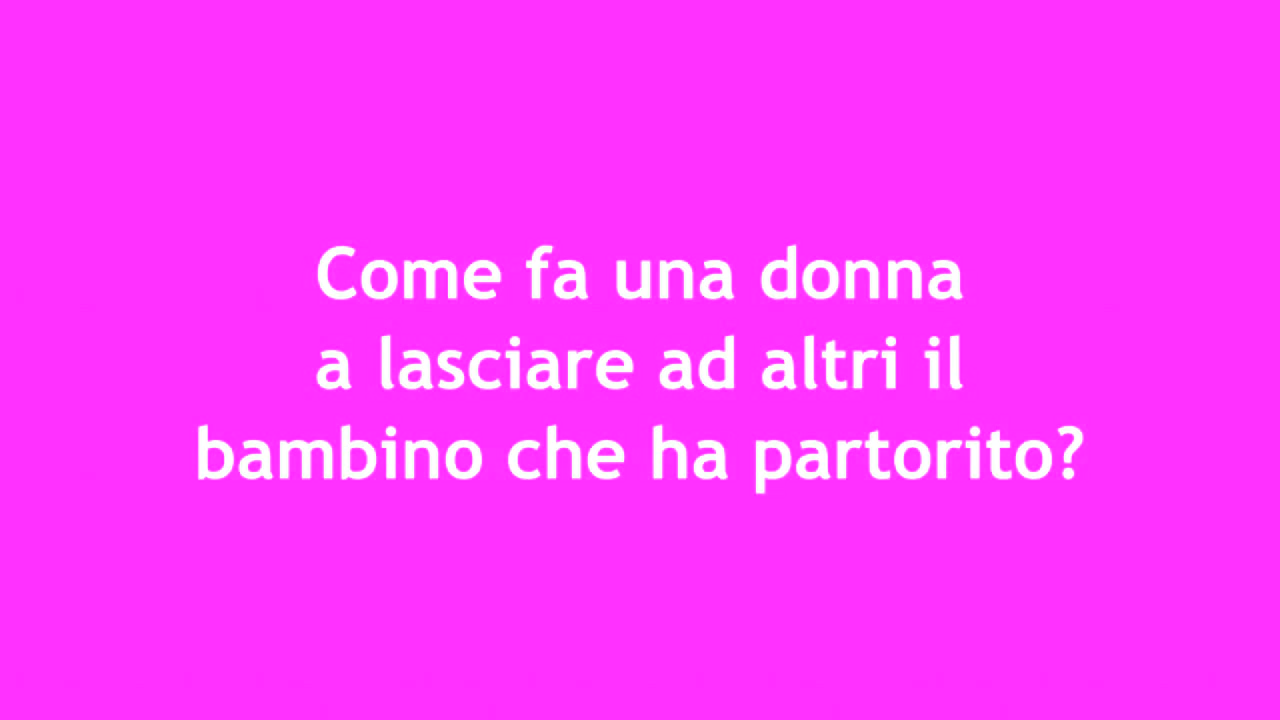 Come fa una donna
a lasciare ad altri il
bambino che ha partorito?